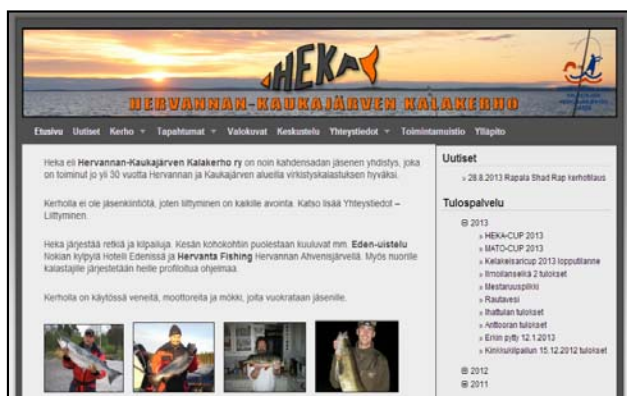 HEKA
HERVANNAN-KAUKAJÄRVEN KALAKERHO
Etusivu Uutiset Kerho Tapahtumat Valokuvat Keskustelu Yhteystiedot Toimintamuistio Ylläpito
Heka eli Hervannan-Kaukajärven Kalakerho ry on noin kahdensadan jäsenen yhdistys, joka
on toiminut jo yli 30 vuotta Hervannan ja Kaukajärven alueilla virkistyskalastuksen hyväksi.
Kerholla ei ole jäsenkiintiötä, joten liittyminen on kaikille avointa. Katso lisää Yhteystiedot –
Liittyminen.
Heka järjestää retkiä ja kilpailuja. Kesän kohokohtiin puolestaan kuuluvat mm. Eden-uistelu
Nokian kylpylä Hotelli Edenissä ja Hervanta Fishing Hervannan Ahvenisjärvellä. Myös nuorille
kalastajille järjestetään heille profiloitua ohjelmaa.
Kerholla on käytössä veneitä, moottoreita ja mökki, joita vuokrataan jäsenille.
Uutiset
» 28.8.2013 Rapala Shad Rap kerhotilaus
Tulospalvelu
2013
» HEKA-CUP 2013
» MATO-CUP 2013
» Kelakeisaricup 2013 lopputilanne
» Ilmoilanselkä 2 tulokset
» Mestaruuspilkki
» Rautavesi
» Ihattulan tulokset
» Anttooran tulokset
» Erkin pytty 12.1.2013
» Kinkkukilpailun 15.12.2012 tulokset
2012
2011